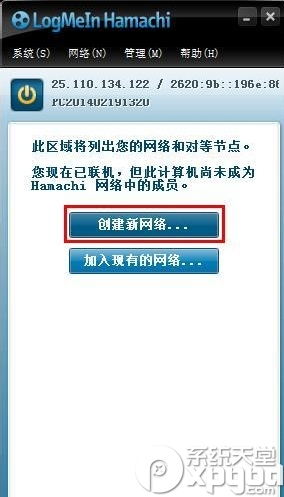 LogMeIn Hamachi
系统(S) 网络(N) 管理(M) 帮助(H)
25.110.134.122 / 2620:9b::196e:86
PC201402191320
此区域将列出您的网络和对等节点。
您现在已联机，但此计算机尚未成为
Hamachi 网络中的成员。
创建新网络...
加入现有的网络...
系统天堂
xpgba